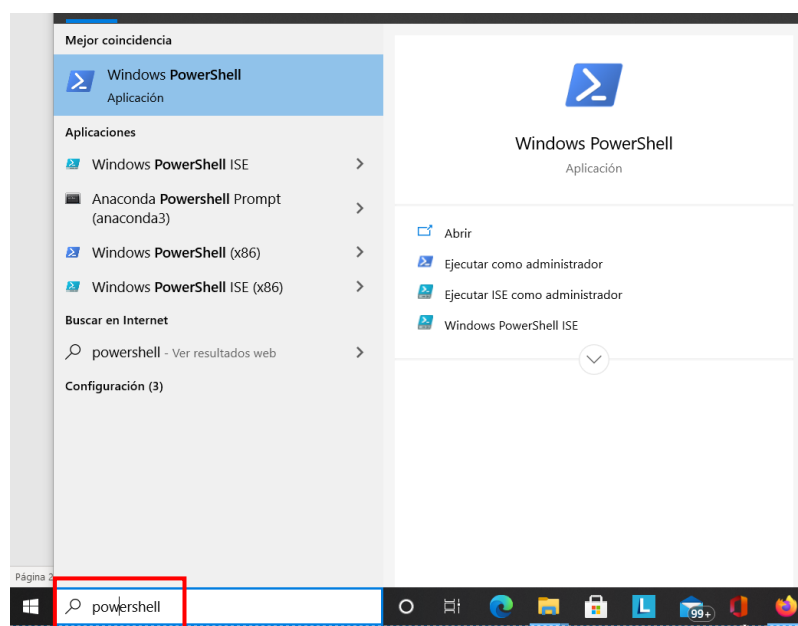 Mejor coincidencia
Windows PowerShell
Aplicación
Aplicaciones
Windows PowerShell ISE
Anaconda Powershell Prompt
(anaconda3)
Windows PowerShell (x86)
Windows PowerShell ISE (x86)
Buscar en Internet
powershell - Ver resultados web
Configuración (3)
Windows PowerShell
Aplicación
Abrir
Ejecutar como administrador
Ejecutar ISE como administrador
Windows PowerShell ISE
Página 2
powershell
L
99+